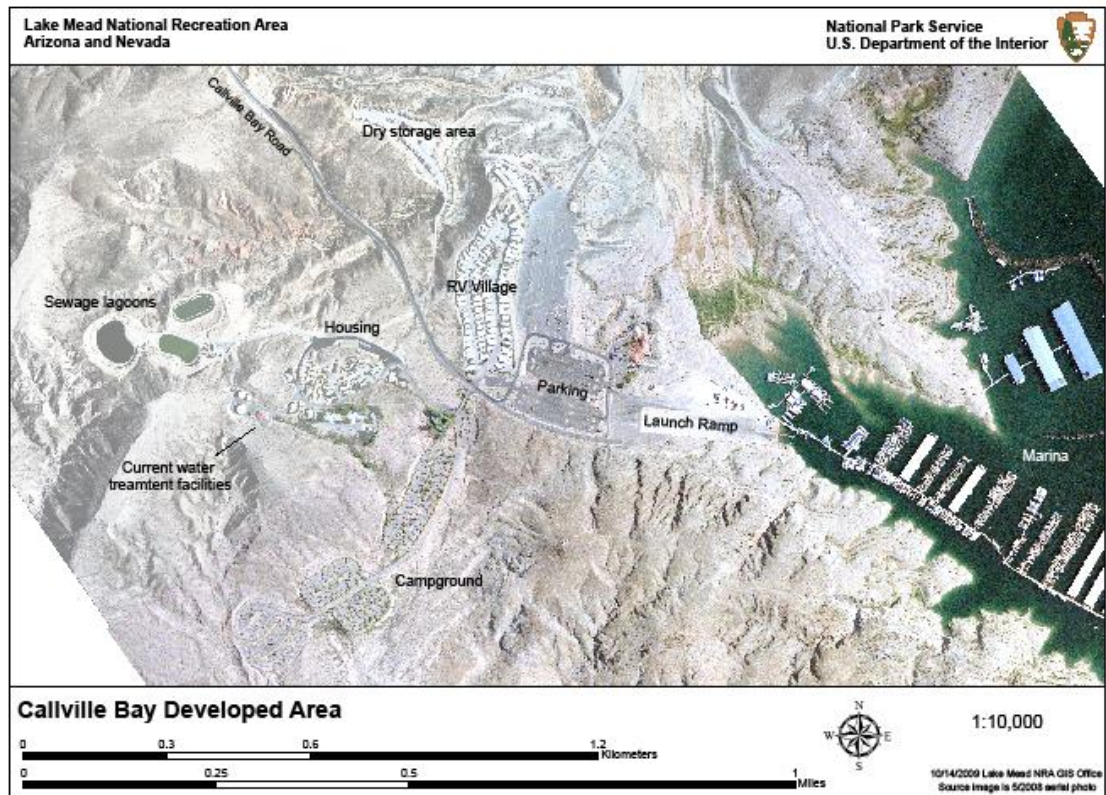 Lake Mead National Recreation Area
Arizona and Nevada
National Park Service
U.S. Department of the Interior
Callville Bay Road
Dry storage area
RV Village
Sewage lagoons
Housing
Parking
Launch Ramp
Marina
Current water
treamtent facilities
Campground
Callville Bay Developed Area
0 0.3 0.6 1.2
Kilometers
0 0.25 0.5 1
Miles
N
W E
S
1:10,000
10/14/2009 Lake Mead NRA GIS Office
Source image is 5/2008 aerial photo